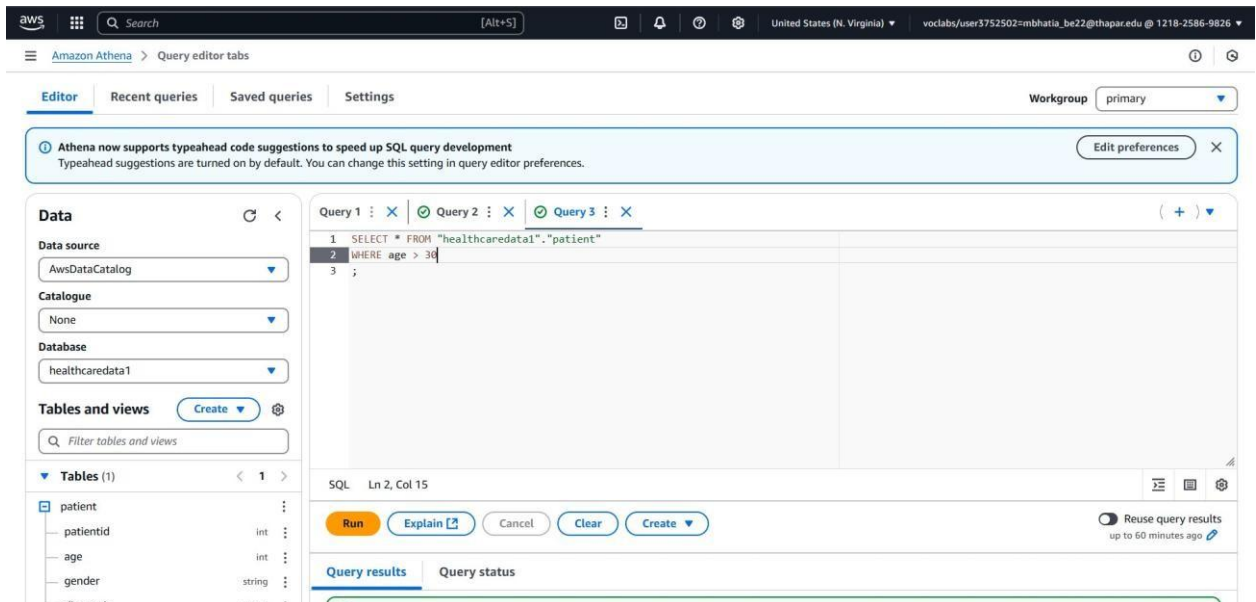 aws
Search [Alt+S] United States (N. Virginia) voclabs/user3752502=mbhatia_be22@thapar.edu @ 1218-2586-9826
Amazon Athena > Query editor tabs
Editor Recent queries Saved queries Settings Workgroup primary
Athena now supports typeahead code suggestions to speed up SQL query development
Typeahead suggestions are turned on by default. You can change this setting in query editor preferences.
Edit preferences
Data
Data source
AwsDataCatalog
Catalogue
None
Database
healthcaredata1
Tables and views Create
Filter tables and views
Tables (1) < 1 >
patient
patientid int
age int
gender string
Query 1 Query 2 Query 3
1 SELECT * FROM "healthcaredata1"."patient"
2 WHERE age > 30
3 ;
SQL Ln 2, Col 15
Run Explain Cancel Clear Create
Reuse query results
up to 60 minutes ago
Query results Query status